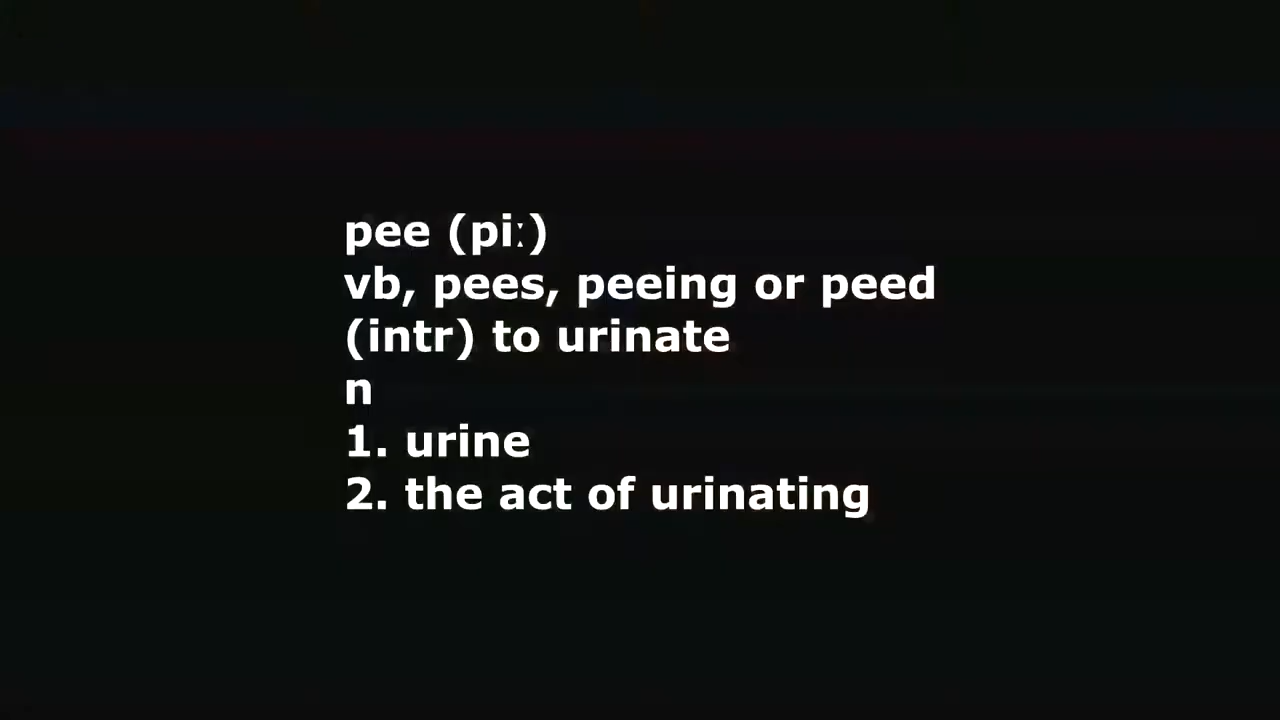 pee (piː)
vb, pees, peeing or peed
(intr) to urinate
n
1. urine
2. the act of urinating